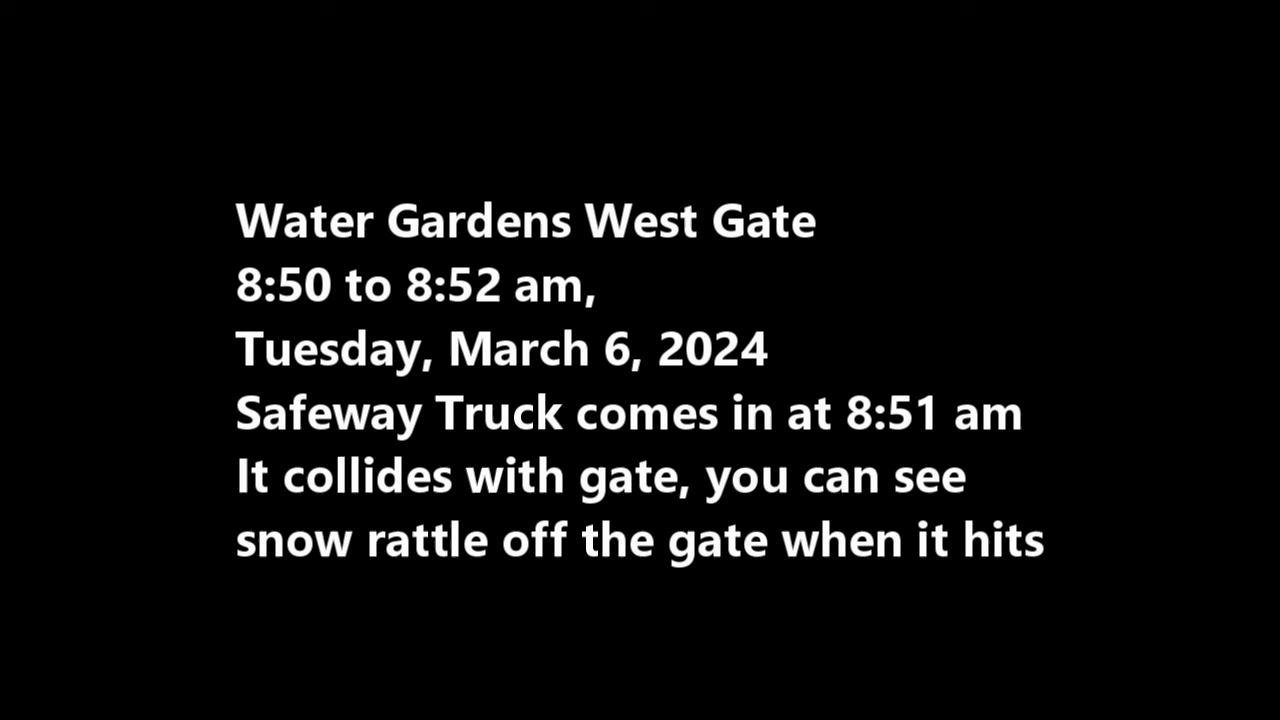 Water Gardens West Gate
8:50 to 8:52 am,
Tuesday, March 6, 2024
Safeway Truck comes in at 8:51 am
It collides with gate, you can see
snow rattle off the gate when it hits